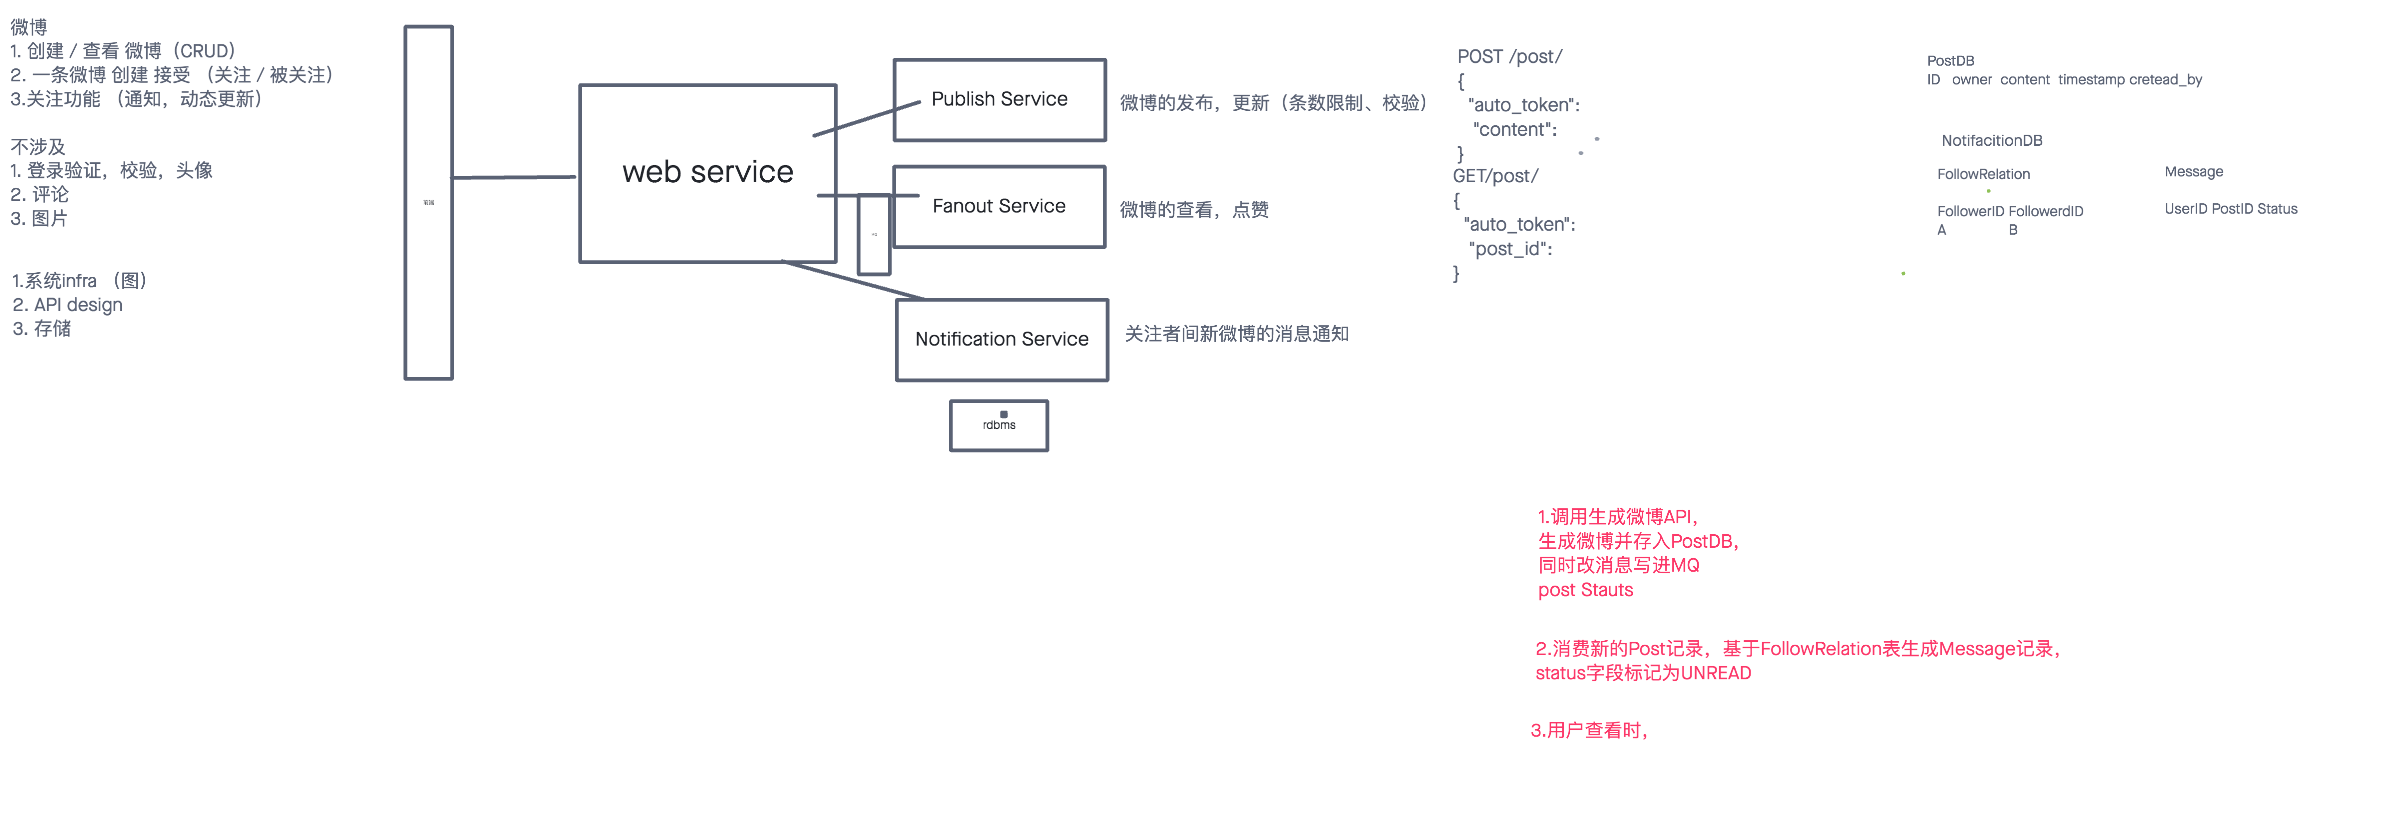 微博
1. 创建 / 查看 微博（CRUD）
2. 一条微博 创建 接受 （关注 / 被关注）
3.关注功能 （通知，动态更新）
不涉及
1. 登录验证，校验，头像
2. 评论
3. 图片
1.系统infra （图）
2. API design
3. 存储
web service
Publish Service
微博的发布，更新（条数限制、校验）
Fanout Service
微博的查看，点赞
Notification Service
关注者间新微博的消息通知
rdbms
POST /post/
{
"auto_token":
"content":
}
GET/post/
{
"auto_token":
"post_id":
}
PostDB
ID owner content timestamp cretead_by
NotifacitionDB
FollowRelation
FollowerID FollowerdID
A B
Message
UserID PostID Status
1.调用生成微博API，
生成微博并存入PostDB，
同时改消息写进MQ
post Stauts
2.消费新的Post记录，基于FollowRelation表生成Message记录，
status字段标记为UNREAD
3.用户查看时，